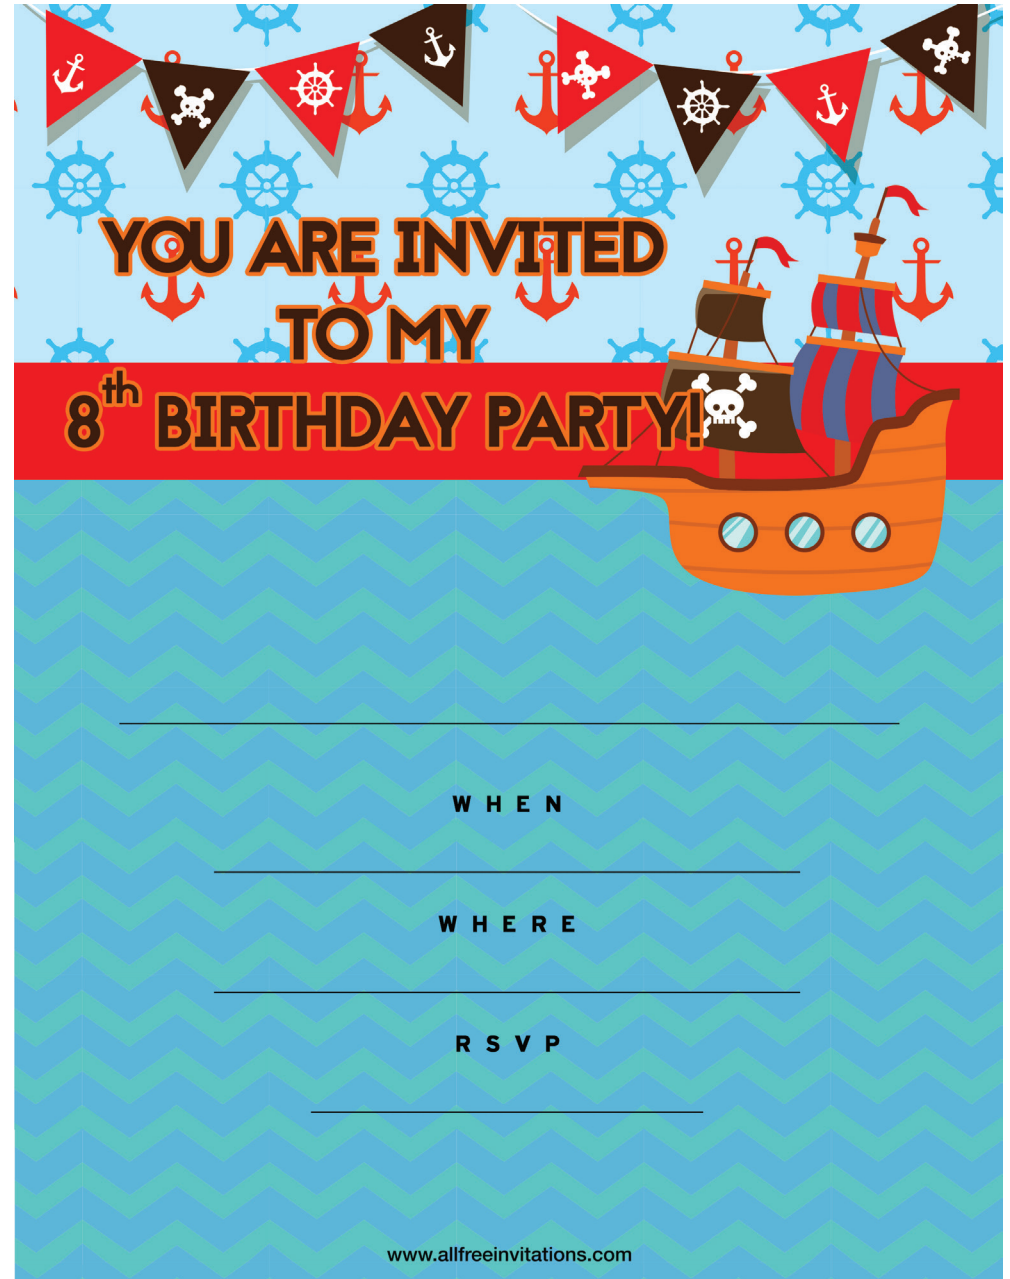 YOU ARE INVITED
TO MY
8th BIRTHDAY PARTY!
WHEN
WHERE
RSVP
www.allfreeinvitations.com